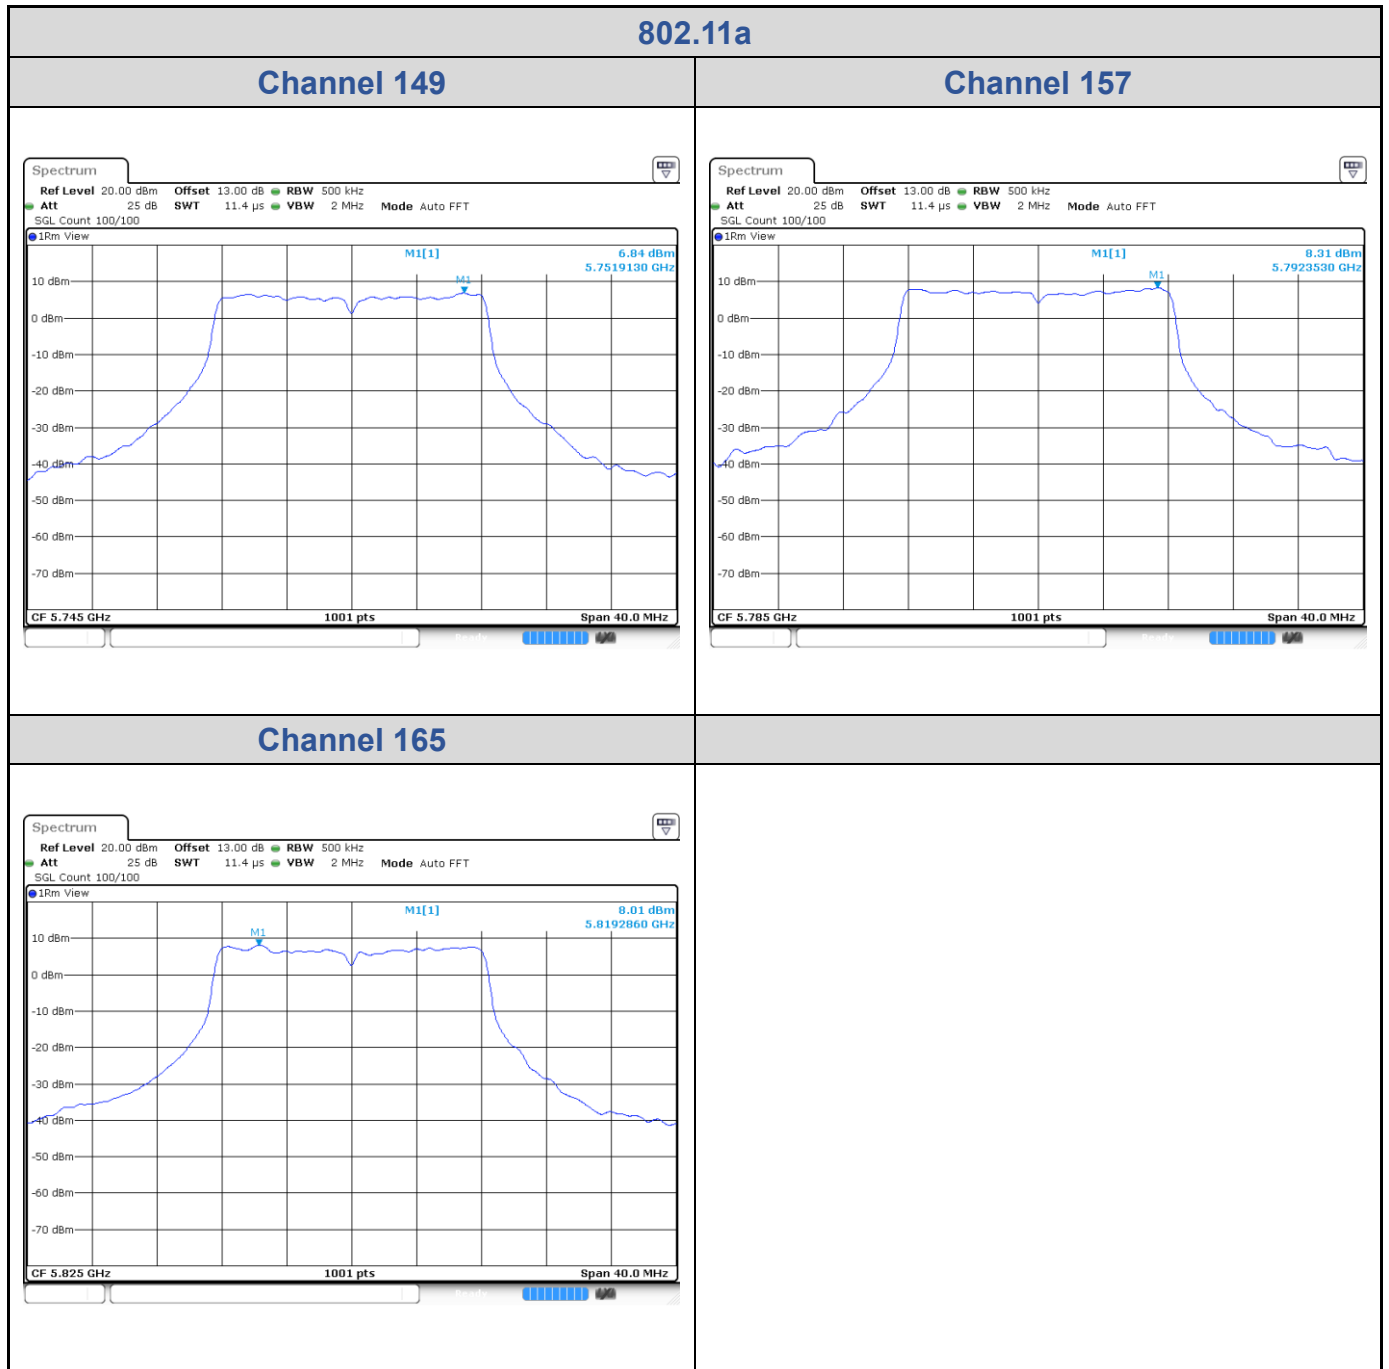 802.11a
Channel 149
Spectrum
Ref Level 20.00 dBm Offset 13.00 dB RBW 500 kHz
Att 25 dB SWT 11.4 µs VBW 2 MHz Mode Auto FFT
SGL Count 100/100
1Rm View
M1[1] 6.84 dBm
5.7519130 GHz
M1
10 dBm
0 dBm
-10 dBm
-20 dBm
-30 dBm
-40 dBm
-50 dBm
-60 dBm
-70 dBm
CF 5.745 GHz 1001 pts Span 40.0 MHz
Ready
Channel 157
Spectrum
Ref Level 20.00 dBm Offset 13.00 dB RBW 500 kHz
Att 25 dB SWT 11.4 µs VBW 2 MHz Mode Auto FFT
SGL Count 100/100
1Rm View
M1[1] 8.31 dBm
5.7923530 GHz
M1
10 dBm
0 dBm
-10 dBm
-20 dBm
-30 dBm
-40 dBm
-50 dBm
-60 dBm
-70 dBm
CF 5.785 GHz 1001 pts Span 40.0 MHz
Ready
Channel 165
Spectrum
Ref Level 20.00 dBm Offset 13.00 dB RBW 500 kHz
Att 25 dB SWT 11.4 µs VBW 2 MHz Mode Auto FFT
SGL Count 100/100
1Rm View
M1[1] 8.01 dBm
5.8192860 GHz
M1
10 dBm
0 dBm
-10 dBm
-20 dBm
-30 dBm
-40 dBm
-50 dBm
-60 dBm
-70 dBm
CF 5.825 GHz 1001 pts Span 40.0 MHz
Ready